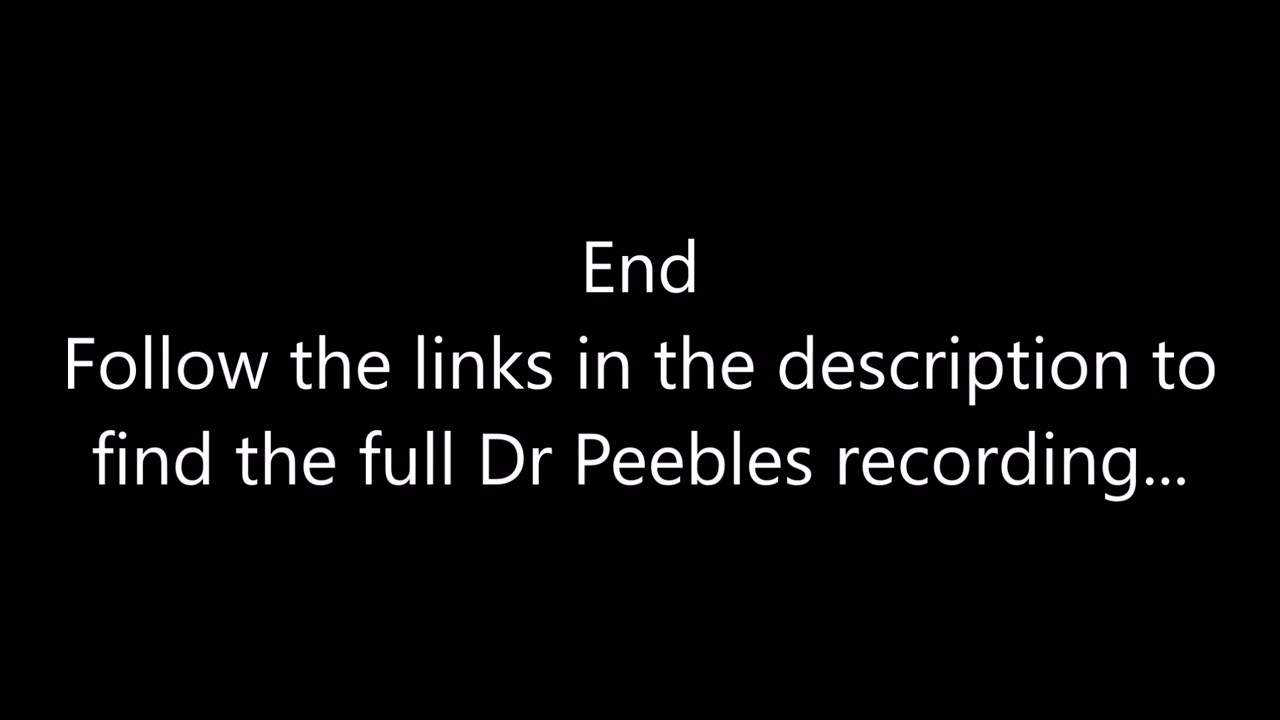 End
Follow the links in the description to
find the full Dr Peebles recording...